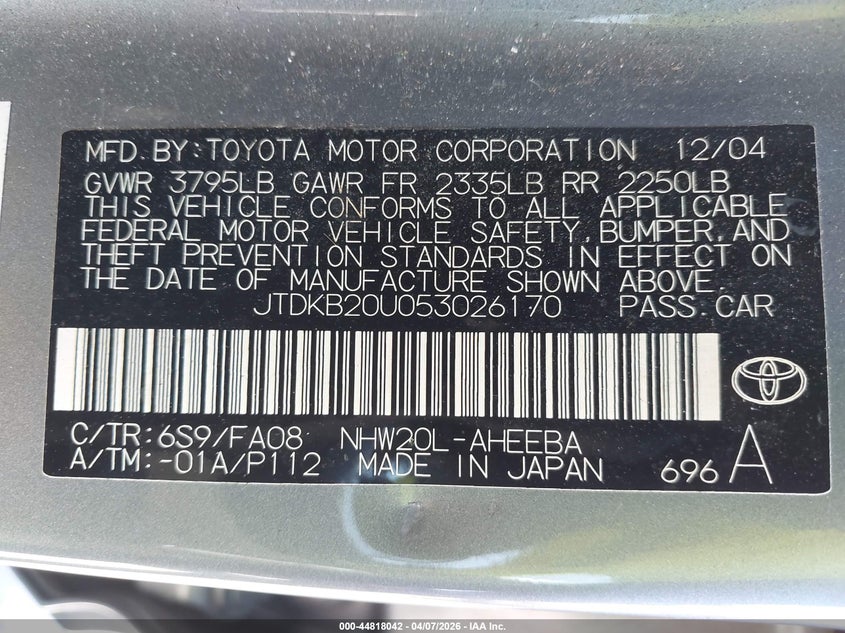 MFD.BY:TOYOTA MOTOR CORPORATION 12/04
GVWR 3795LB GAWR FR 2335LB RR 2250LB
THIS VEHICLE CONFORMS TO ALL APPLICABLE
FEDERAL MOTOR VEHICLE SAFETY,BUMPER,AND
THEFT PREVENTION STANDARDS IN EFFECT ON
THE DATE OF MANUFACTURE SHOWN ABOVE.
JTDKB20U053026170 PASS.CAR
C/TR:6S9/FA08 NHW20L-AHEEBA
A/TM:-01A/P112 MADE IN JAPAN 696 A
000-44818042 - 04/07/2026 - IAA Inc.